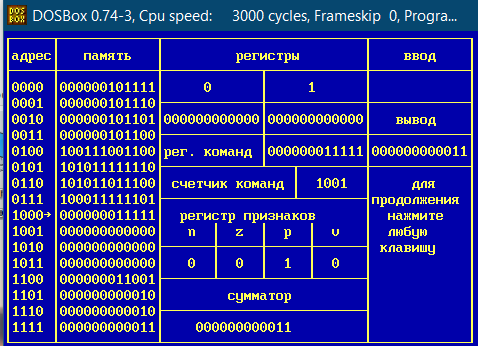 DOSBox 0.74-3, Cpu speed: 3000 cycles, Frameskip 0, Progra...
адрес память регистры ввод
0000 000000101111 0 1
0001 000000101110
0010 000000101101 000000000000 000000000000 вывод
0011 000000101100
0100 100111001100 рег. команд 000000011111 000000000011
0101 101011111110
0110 101011011100 счетчик команд 1001 для
0111 100011111101 продолжения
1000→ 000000011111 регистр признаков нажмите
1001 000000000000 n z p v любую
1010 000000000000 клавишу
1011 000000000000 0 0 1 0
1100 000000011001
1101 000000000010 сумматор
1110 000000000010
1111 000000000011 000000000011